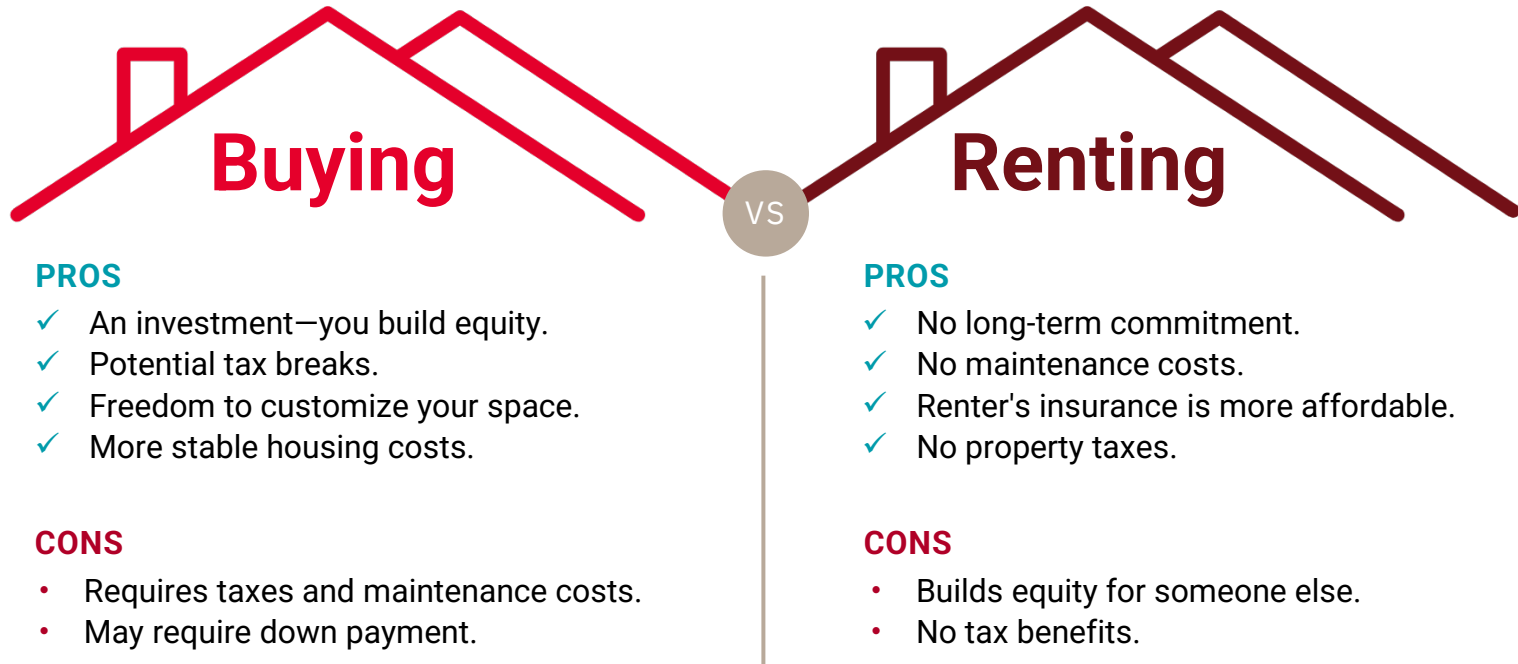 Buying
VS
Renting
PROS
An investment—you build equity.
Potential tax breaks.
Freedom to customize your space.
More stable housing costs.
CONS
• Requires taxes and maintenance costs.
• May require down payment.
PROS
No long-term commitment.
No maintenance costs.
Renter's insurance is more affordable.
No property taxes.
CONS
• Builds equity for someone else.
• No tax benefits.